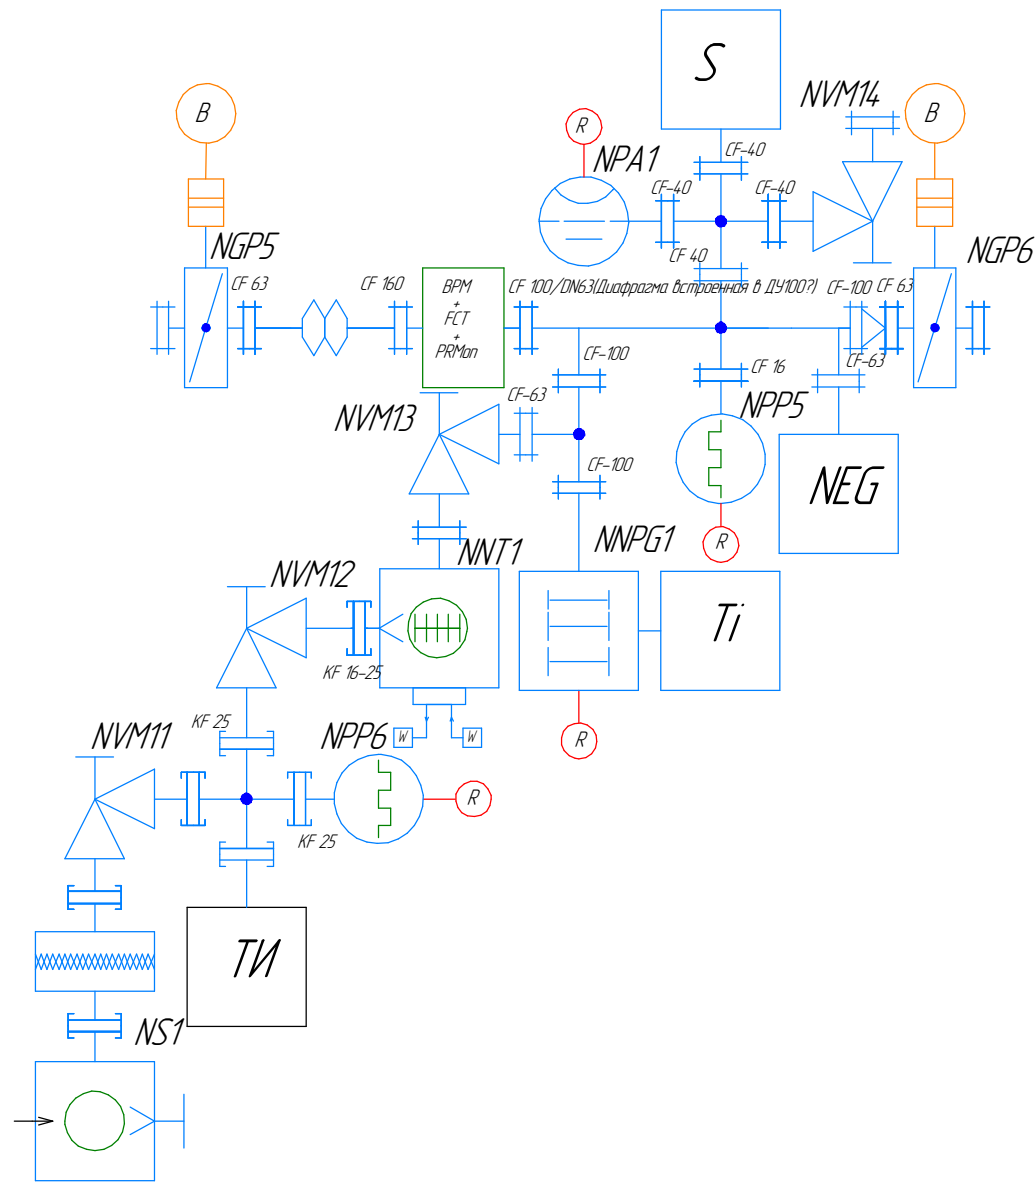 S
NVM14
B
B
R
NPA1
CF-40
CF-40
CF-40
NGP5
NGP6
CF 40
CF 63
CF 160
BPM
+
FCT
+
PRMon
CF 100/DN63(Диафрагма встроенная в ДУ100?)
CF-100
CF 63
CF-100
CF 16
CF-63
NVM13
CF-63
NPP5
CF-100
NEG
NNT1
NNPG1
R
NVM12
Ti
KF 16-25
KF 25
NVM11
NPP6
W
W
R
R
KF 25
ТИ
NS1